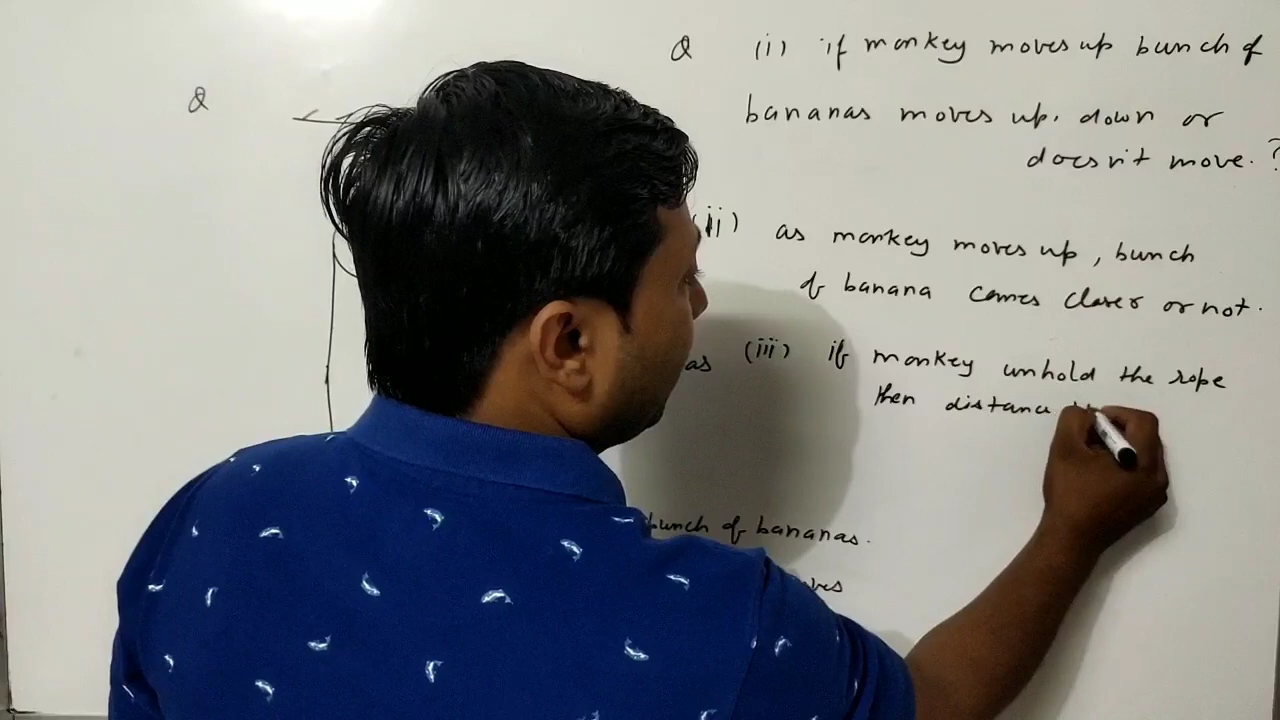 Q
Q (i) if monkey moves up bunch of
bananas moves up, down or
doesn't move. ?
(ii) as monkey moves up, bunch
of banana comes closer or not.
as (iii) if monkey unhold the rope
then distance
bunch of bananas.